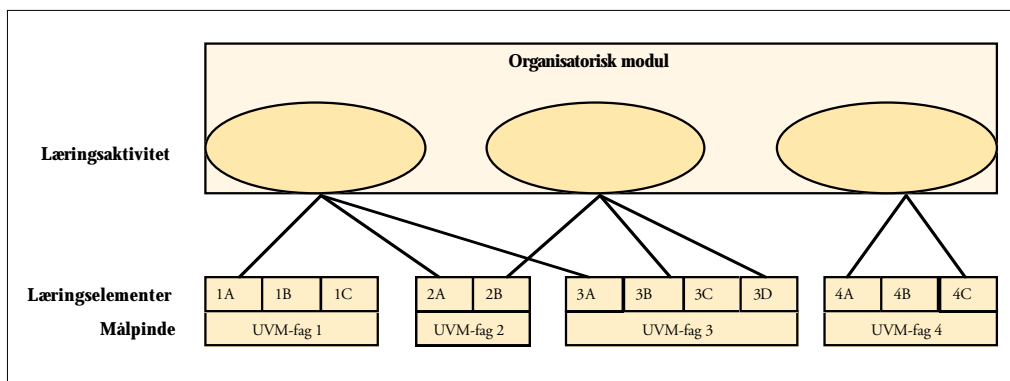 Organisatorisk modul
Læringsaktivitet
Læringselementer 1A 1B 1C 2A 2B 3A 3B 3C 3D 4A 4B 4C
Målpinde UVM-fag 1 UVM-fag 2 UVM-fag 3 UVM-fag 4